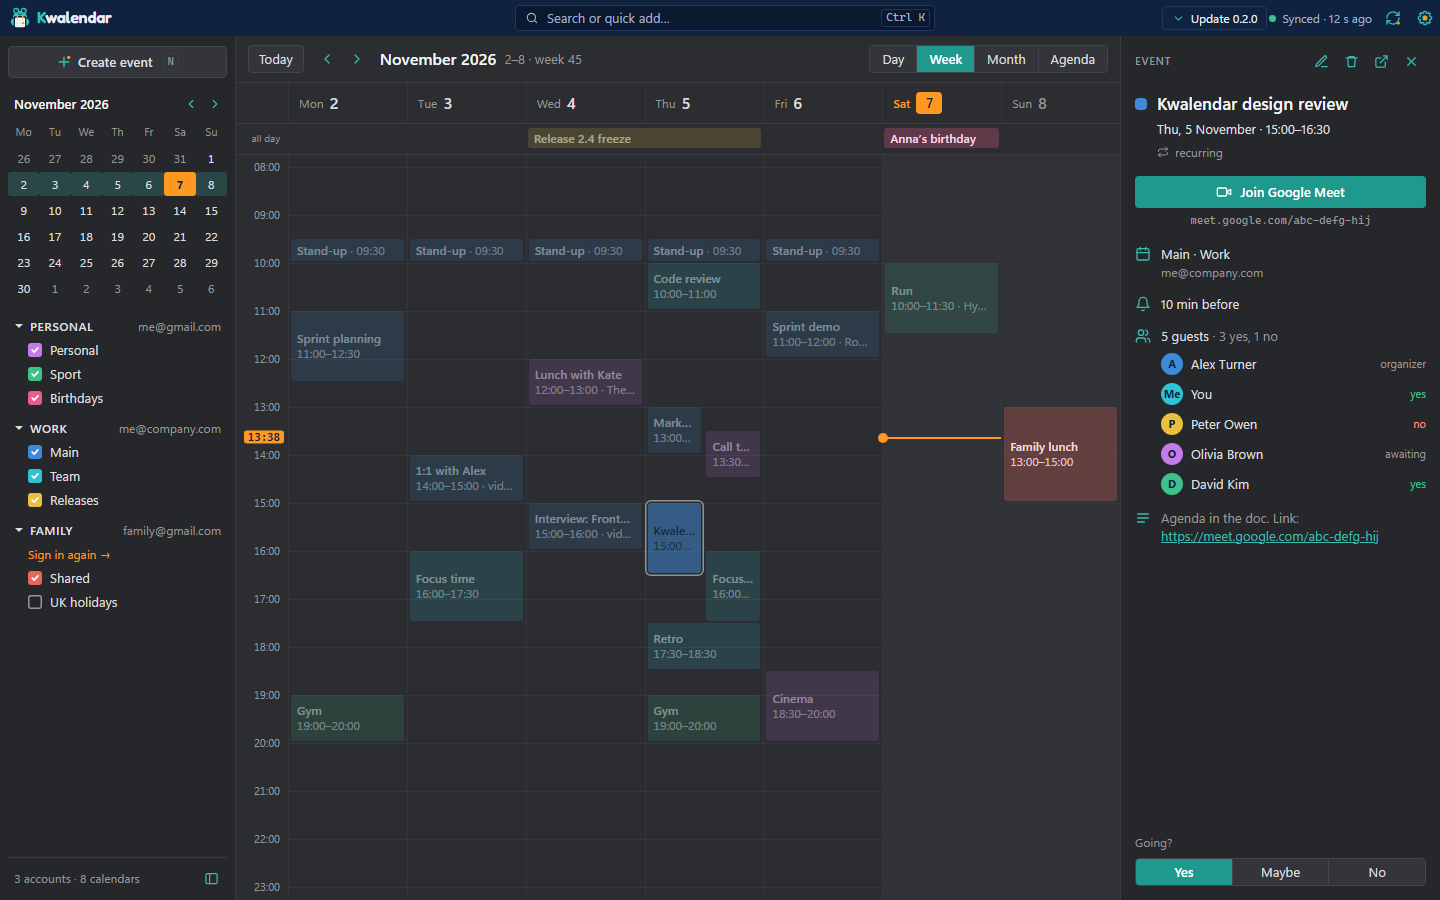 Kwalendar
Search or quick add...
Ctrl K
Update 0.2.0
Synced · 12 s ago
Create event
N
November 2026
Mo Tu We Th Fr Sa Su
26 27 28 29 30 31 1
2 3 4 5 6 7 8
9 10 11 12 13 14 15
16 17 18 19 20 21 22
23 24 25 26 27 28 29
30 1 2 3 4 5 6
PERSONAL me@gmail.com
Personal
Sport
Birthdays
WORK me@company.com
Main
Team
Releases
FAMILY family@gmail.com
Sign in again →
Shared
UK holidays
3 accounts · 8 calendars
Today
November 2026 2–8 · week 45
Day Week Month Agenda
Mon 2 Tue 3 Wed 4 Thu 5 Fri 6 Sat 7 Sun 8
all day
Release 2.4 freeze
Anna's birthday
08:00
09:00
10:00
11:00
12:00
13:00
13:38
14:00
15:00
16:00
17:00
18:00
19:00
20:00
21:00
22:00
23:00
Stand-up · 09:30
Sprint planning
11:00–12:30
Gym
19:00–20:00
Stand-up · 09:30
1:1 with Alex
14:00–15:00 · vid...
Focus time
16:00–17:30
Stand-up · 09:30
Lunch with Kate
12:00–13:00 · The...
Interview: Front...
15:00–16:00 · vid...
Stand-up · 09:30
Code review
10:00–11:00
Mark...
13:00...
Call t...
13:30...
Kwale...
15:00...
Focus...
16:00...
Retro
17:30–18:30
Gym
19:00–20:00
Stand-up · 09:30
Sprint demo
11:00–12:00 · Ro...
Cinema
18:30–20:00
Run
10:00–11:30 · Hy...
Family lunch
13:00–15:00
EVENT
Kwalendar design review
Thu, 5 November · 15:00–16:30
recurring
Join Google Meet
meet.google.com/abc-defg-hij
Main · Work
me@company.com
10 min before
5 guests · 3 yes, 1 no
A Alex Turner organizer
Me You yes
P Peter Owen no
O Olivia Brown awaiting
D David Kim yes
Agenda in the doc. Link:
https://meet.google.com/abc-defg-hij
Going?
Yes Maybe No